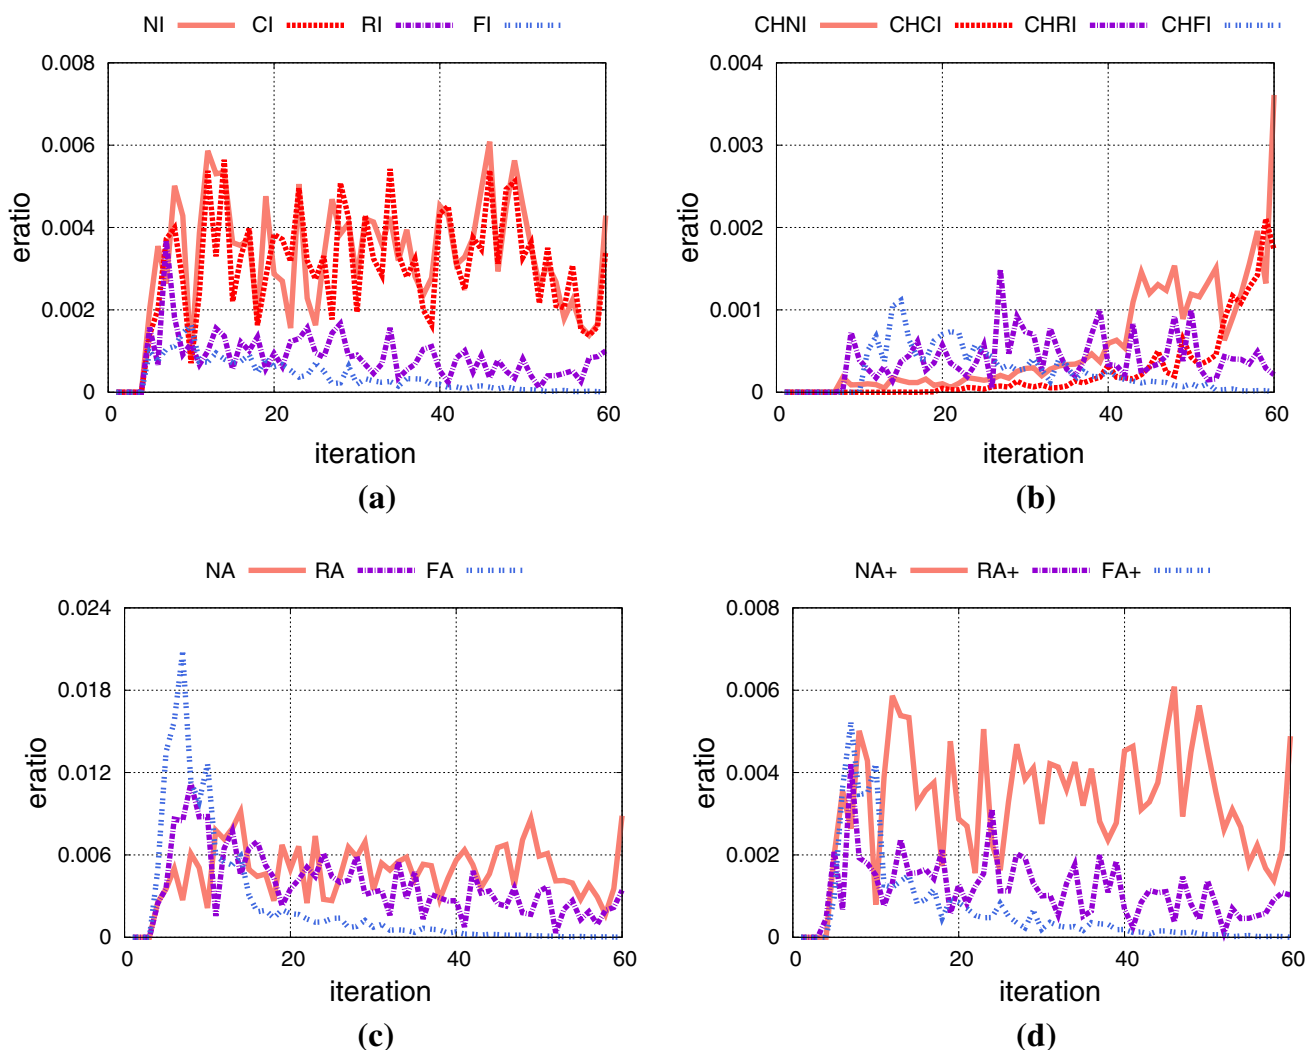 NI CI RI FI
0.008
0.006
0.004
0.002
0
eratio
0 20 40 60
iteration
(a)
CHNI CHCI CHRI CHFI
0.004
0.003
0.002
0.001
0
eratio
0 20 40 60
iteration
(b)
NA RA FA
0.024
0.018
0.012
0.006
0
eratio
0 20 40 60
iteration
(c)
NA+ RA+ FA+
0.008
0.006
0.004
0.002
0
eratio
0 20 40 60
iteration
(d)